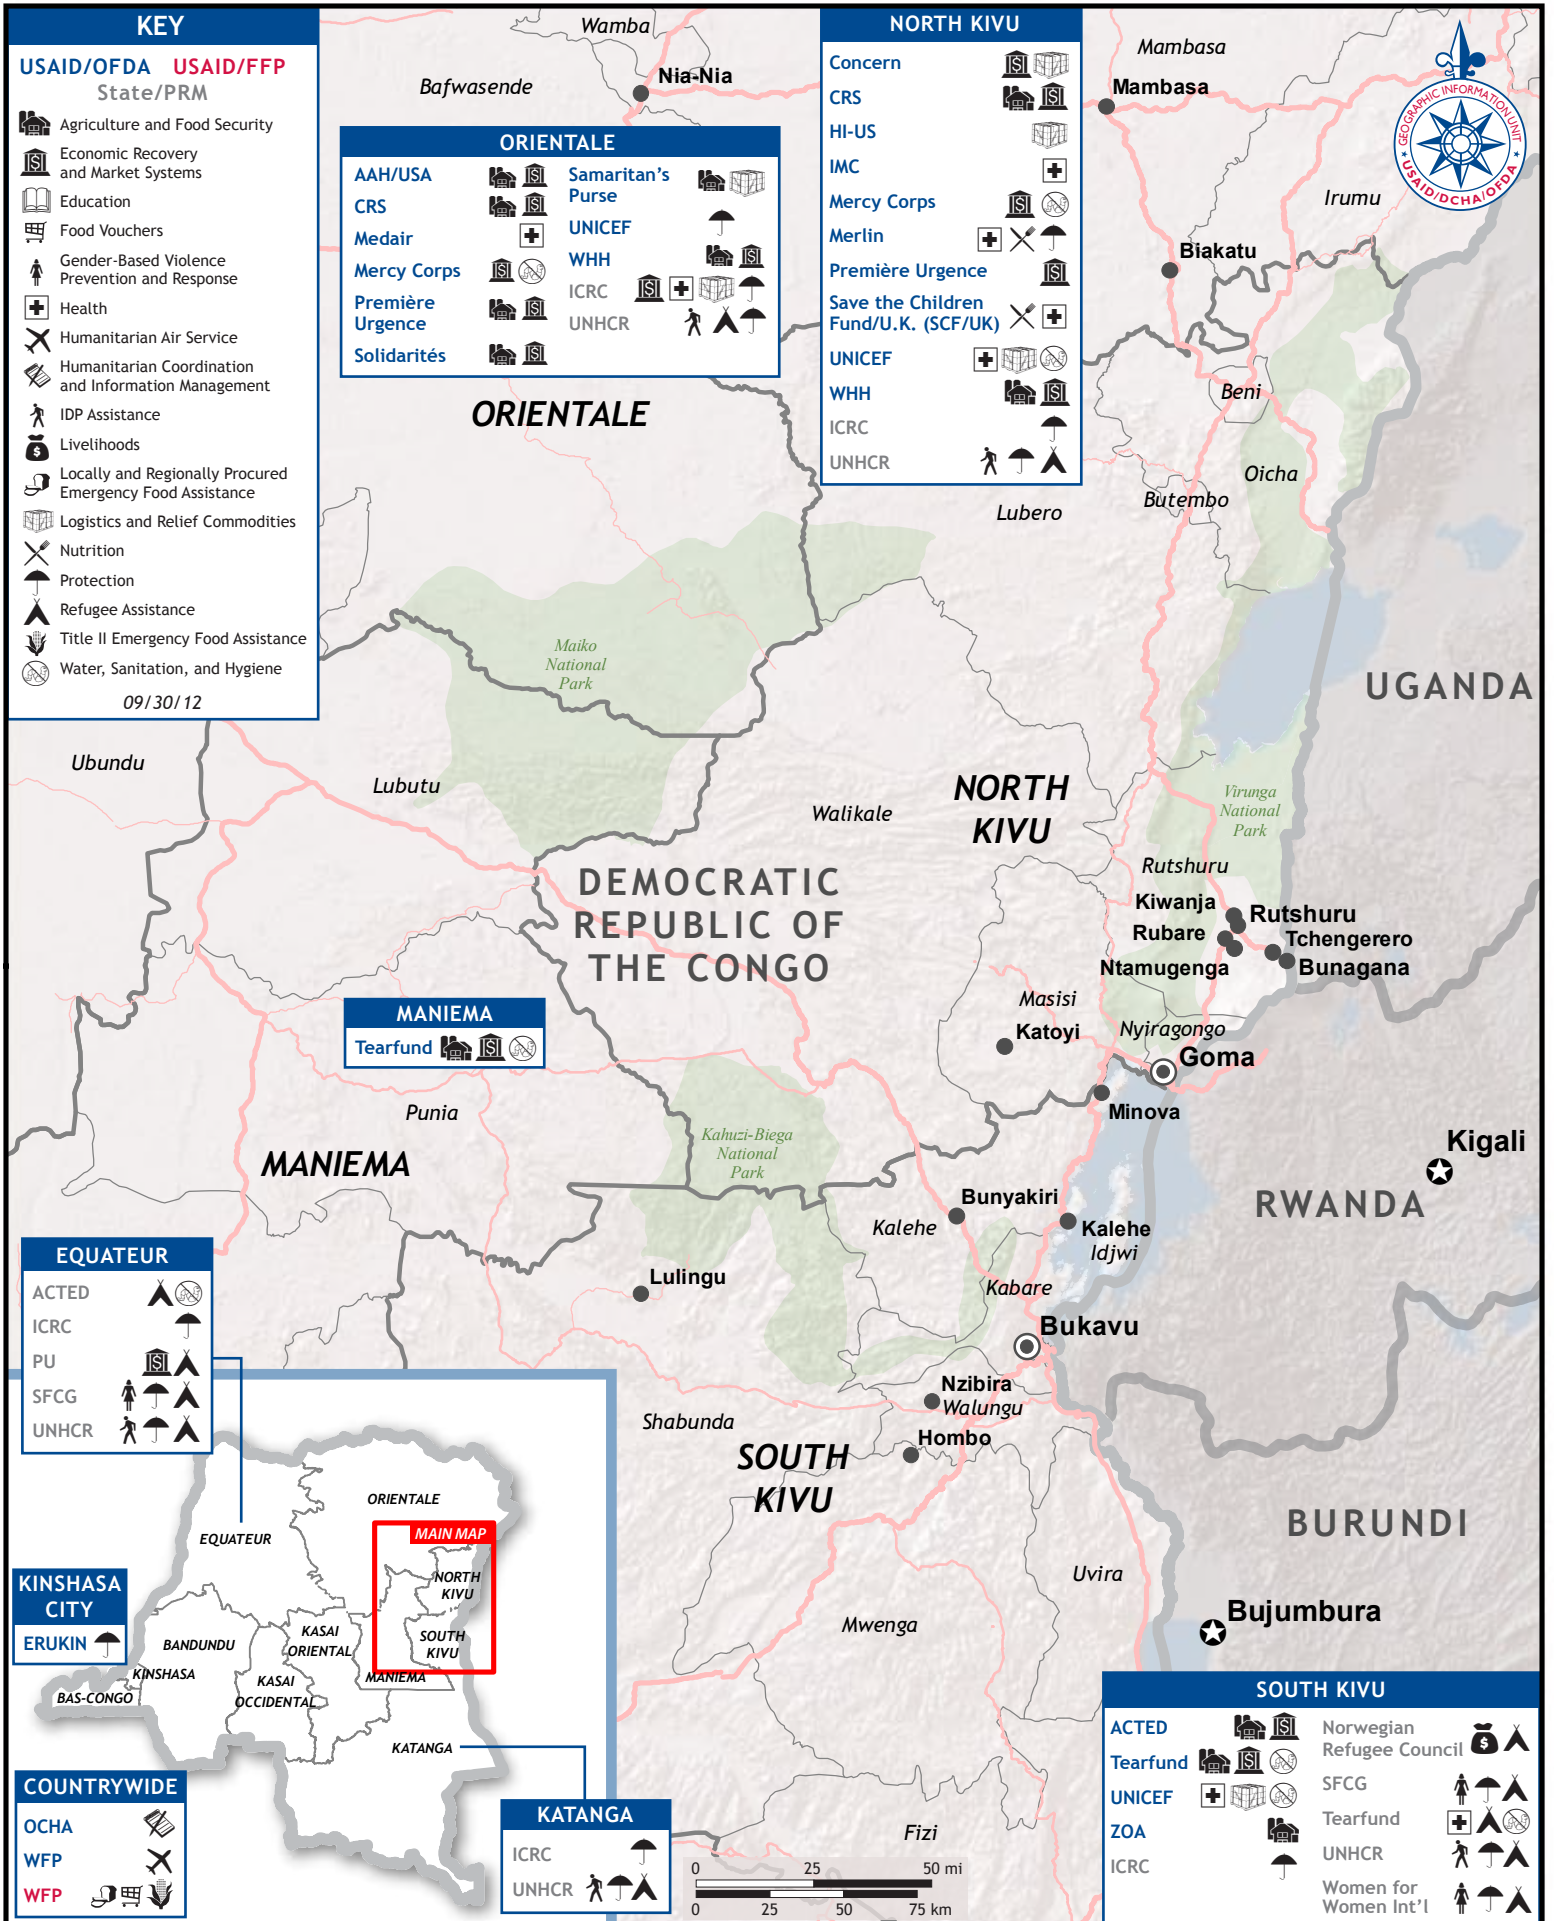 KEY
USAID/OFDA USAID/FFP
State/PRM
Agriculture and Food Security
Economic Recovery
and Market Systems
Education
Food Vouchers
Gender-Based Violence
Prevention and Response
Health
Humanitarian Air Service
Humanitarian Coordination
and Information Management
IDP Assistance
Livelihoods
Locally and Regionally Procured
Emergency Food Assistance
Logistics and Relief Commodities
Nutrition
Protection
Refugee Assistance
Title II Emergency Food Assistance
Water, Sanitation, and Hygiene
09/30/12
Wamba
Bafwasende
Nia-Nia
ORIENTALE
AAH/USA
CRS
Medair
Mercy Corps
Première
Urgence
Solidarités
Samaritan's
Purse
UNICEF
WHH
ICRC
UNHCR
ORIENTALE
NORTH KIVU
Concern
CRS
HI-US
IMC
Mercy Corps
Merlin
Première Urgence
Save the Children
Fund/U.K. (SCF/UK)
UNICEF
WHH
ICRC
UNHCR
Mambasa
Mambasa
GEOGRAPHIC INFORMATION UNIT
USAID/DCHA/OFDA
Irumu
Biakatu
Beni
Oicha
Butembo
Lubero
Maiko
National
Park
UGANDA
Ubundu
Lubutu
Walikale
NORTH
KIVU
Virunga
National
Park
Rutshuru
DEMOCRATIC
REPUBLIC OF
THE CONGO
Kiwanja
Rutshuru
Rubare
Tchengerero
Ntamugenga
Bunagana
MANIEMA
Tearfund
Masisi
Katoyi
Nyiragongo
Goma
Minova
Punia
MANIEMA
Kahuzi-Biega
National
Park
Kigali
RWANDA
Bunyakiri
Kalehe
Kalehe
Idjwi
Lulingu
Kabare
Bukavu
EQUATEUR
ACTED
ICRC
PU
SFCG
UNHCR
Nzibira
Walungu
Shabunda
Hombo
SOUTH
KIVU
BURUNDI
Uvira
Bujumbura
Mwenga
Fizi
ORIENTALE
MAIN MAP
EQUATEUR
NORTH
KIVU
KINSHASA
CITY
ERUKIN
BANDUNDU
KASAI
ORIENTAL
SOUTH
KIVU
KINSHASA
KASAI
OCCIDENTAL
MANIEMA
BAS-CONGO
KATANGA
COUNTRYWIDE
OCHA
WFP
WFP
KATANGA
ICRC
UNHCR
0 25 50 mi
0 25 50 75 km
SOUTH KIVU
ACTED
Tearfund
UNICEF
ZOA
ICRC
Norwegian
Refugee Council
SFCG
Tearfund
UNHCR
Women for
Women Int'l